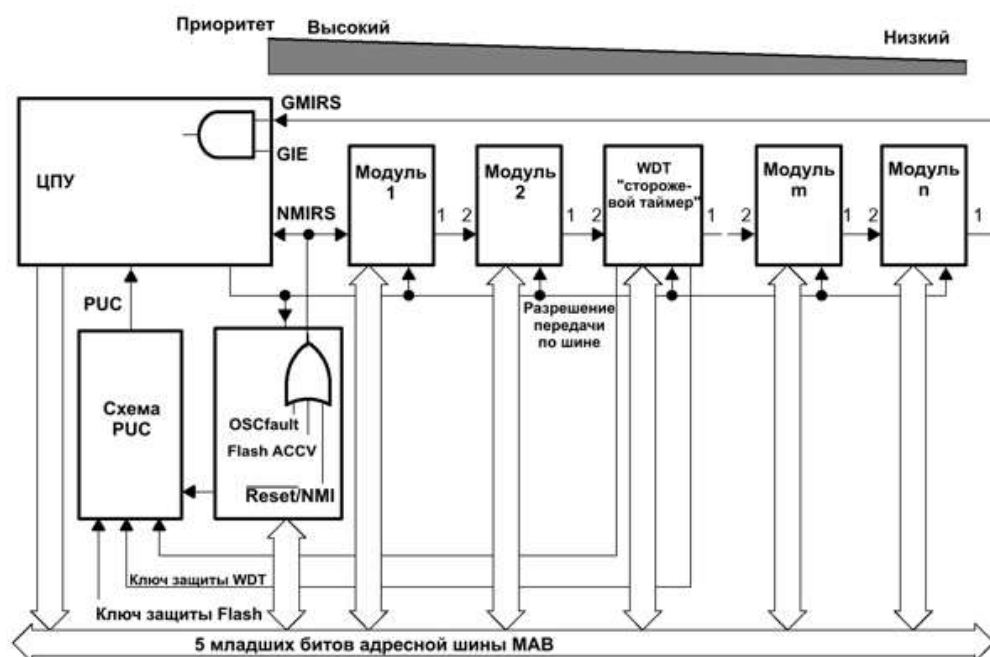 Приоритет
Высокий
Низкий
GMIRS
GIE
ЦПУ
NMIRS
Модуль
1
Модуль
2
WDT
"стороже-
вой таймер"
Модуль
m
Модуль
n
1 2
1 2
1 2
1 2
1
PUC
Разрешение
передачи
по шине
Схема
PUC
OSCfault
Flash ACCV
Reset/NMI
Ключ защиты WDT
Ключ защиты Flash
5 младших битов адресной шины MAB